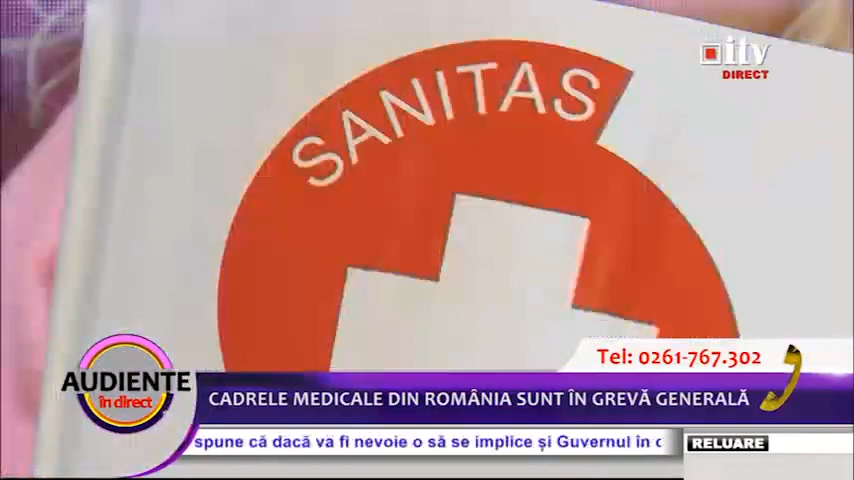 SANITAS
itv
DIRECT
Tel: 0261-767.302
AUDIENTE
în direct
CADRELE MEDICALE DIN ROMÂNIA SUNT ÎN GREVĂ GENERALĂ
spune că dacă va fi nevoie o să se implice și Guvernul în
RELUARE